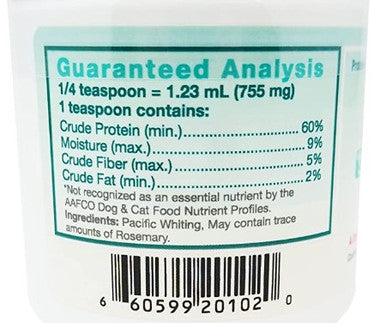 Guaranteed Analysis
1/4 teaspoon = 1.23 mL (755 mg)
1 teaspoon contains:
Crude Protein (min.)..............................60%
Moisture (max.)......................................9%
Crude Fiber (max.).................................5%
Crude Fat (min.).....................................2%
*Not recognized as an essential nutrient by the
AAFCO Dog & Cat Food Nutrient Profiles.
Ingredients: Pacific Whiting, May contain trace
amounts of Rosemary.
6 60599 20102 0